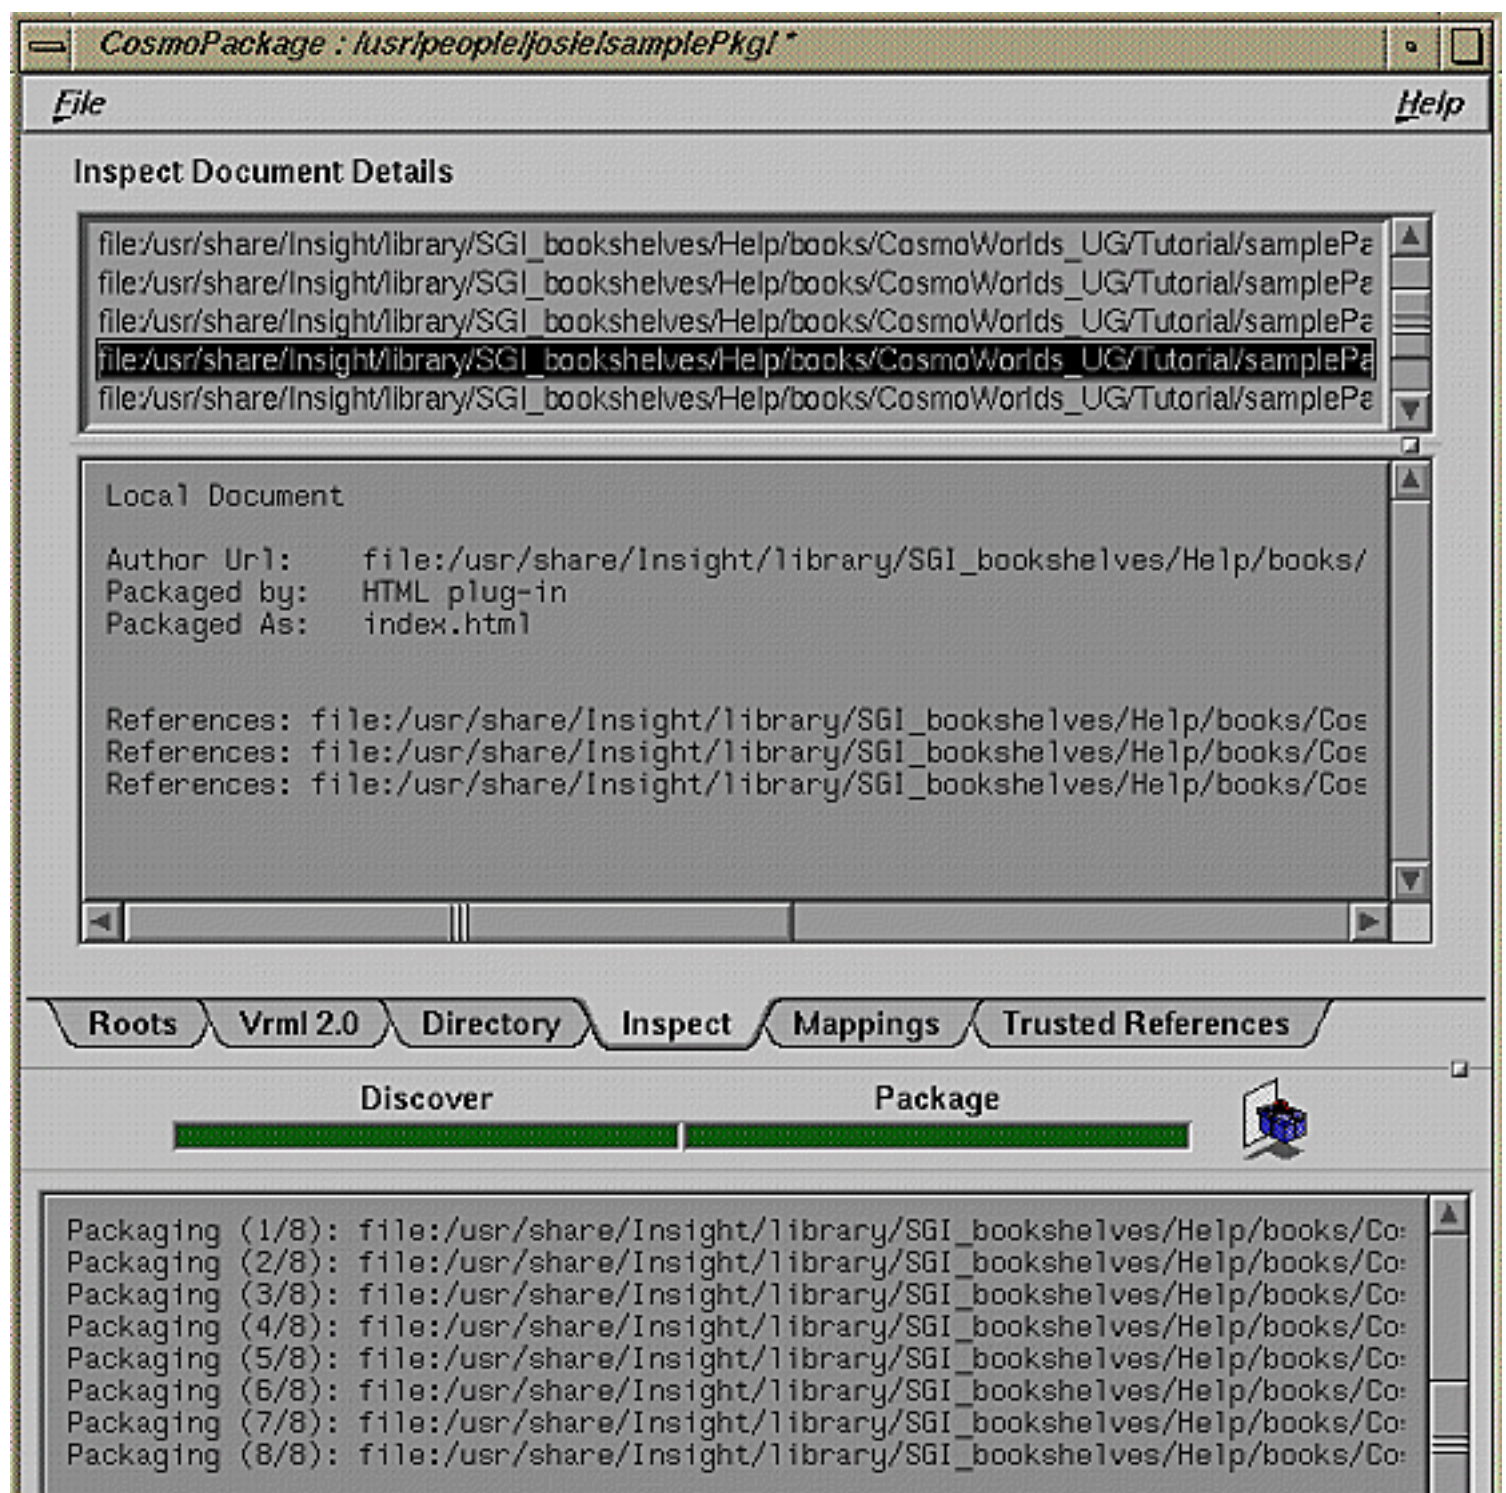 CosmoPackage : /usr/people/josie/samplePkg/ *
File Help
Inspect Document Details
file:/usr/share/Insight/library/SGI_bookshelves/Help/books/CosmoWorlds_UG/Tutorial/samplePa
file:/usr/share/Insight/library/SGI_bookshelves/Help/books/CosmoWorlds_UG/Tutorial/samplePa
file:/usr/share/Insight/library/SGI_bookshelves/Help/books/CosmoWorlds_UG/Tutorial/samplePa
file:/usr/share/Insight/library/SGI_bookshelves/Help/books/CosmoWorlds_UG/Tutorial/samplePa
file:/usr/share/Insight/library/SGI_bookshelves/Help/books/CosmoWorlds_UG/Tutorial/samplePa
Local Document
Author Url: file:/usr/share/Insight/library/SGI_bookshelves/Help/books/
Packaged by: HTML plug-in
Packaged As: index.html
References: file:/usr/share/Insight/library/SGI_bookshelves/Help/books/Cos
References: file:/usr/share/Insight/library/SGI_bookshelves/Help/books/Cos
References: file:/usr/share/Insight/library/SGI_bookshelves/Help/books/Cos
Roots Vrml 2.0 Directory Inspect Mappings Trusted References
Discover Package
Packaging (1/8): file:/usr/share/Insight/library/SGI_bookshelves/Help/books/Co
Packaging (2/8): file:/usr/share/Insight/library/SGI_bookshelves/Help/books/Co
Packaging (3/8): file:/usr/share/Insight/library/SGI_bookshelves/Help/books/Co
Packaging (4/8): file:/usr/share/Insight/library/SGI_bookshelves/Help/books/Co
Packaging (5/8): file:/usr/share/Insight/library/SGI_bookshelves/Help/books/Co
Packaging (6/8): file:/usr/share/Insight/library/SGI_bookshelves/Help/books/Co
Packaging (7/8): file:/usr/share/Insight/library/SGI_bookshelves/Help/books/Co
Packaging (8/8): file:/usr/share/Insight/library/SGI_bookshelves/Help/books/Co